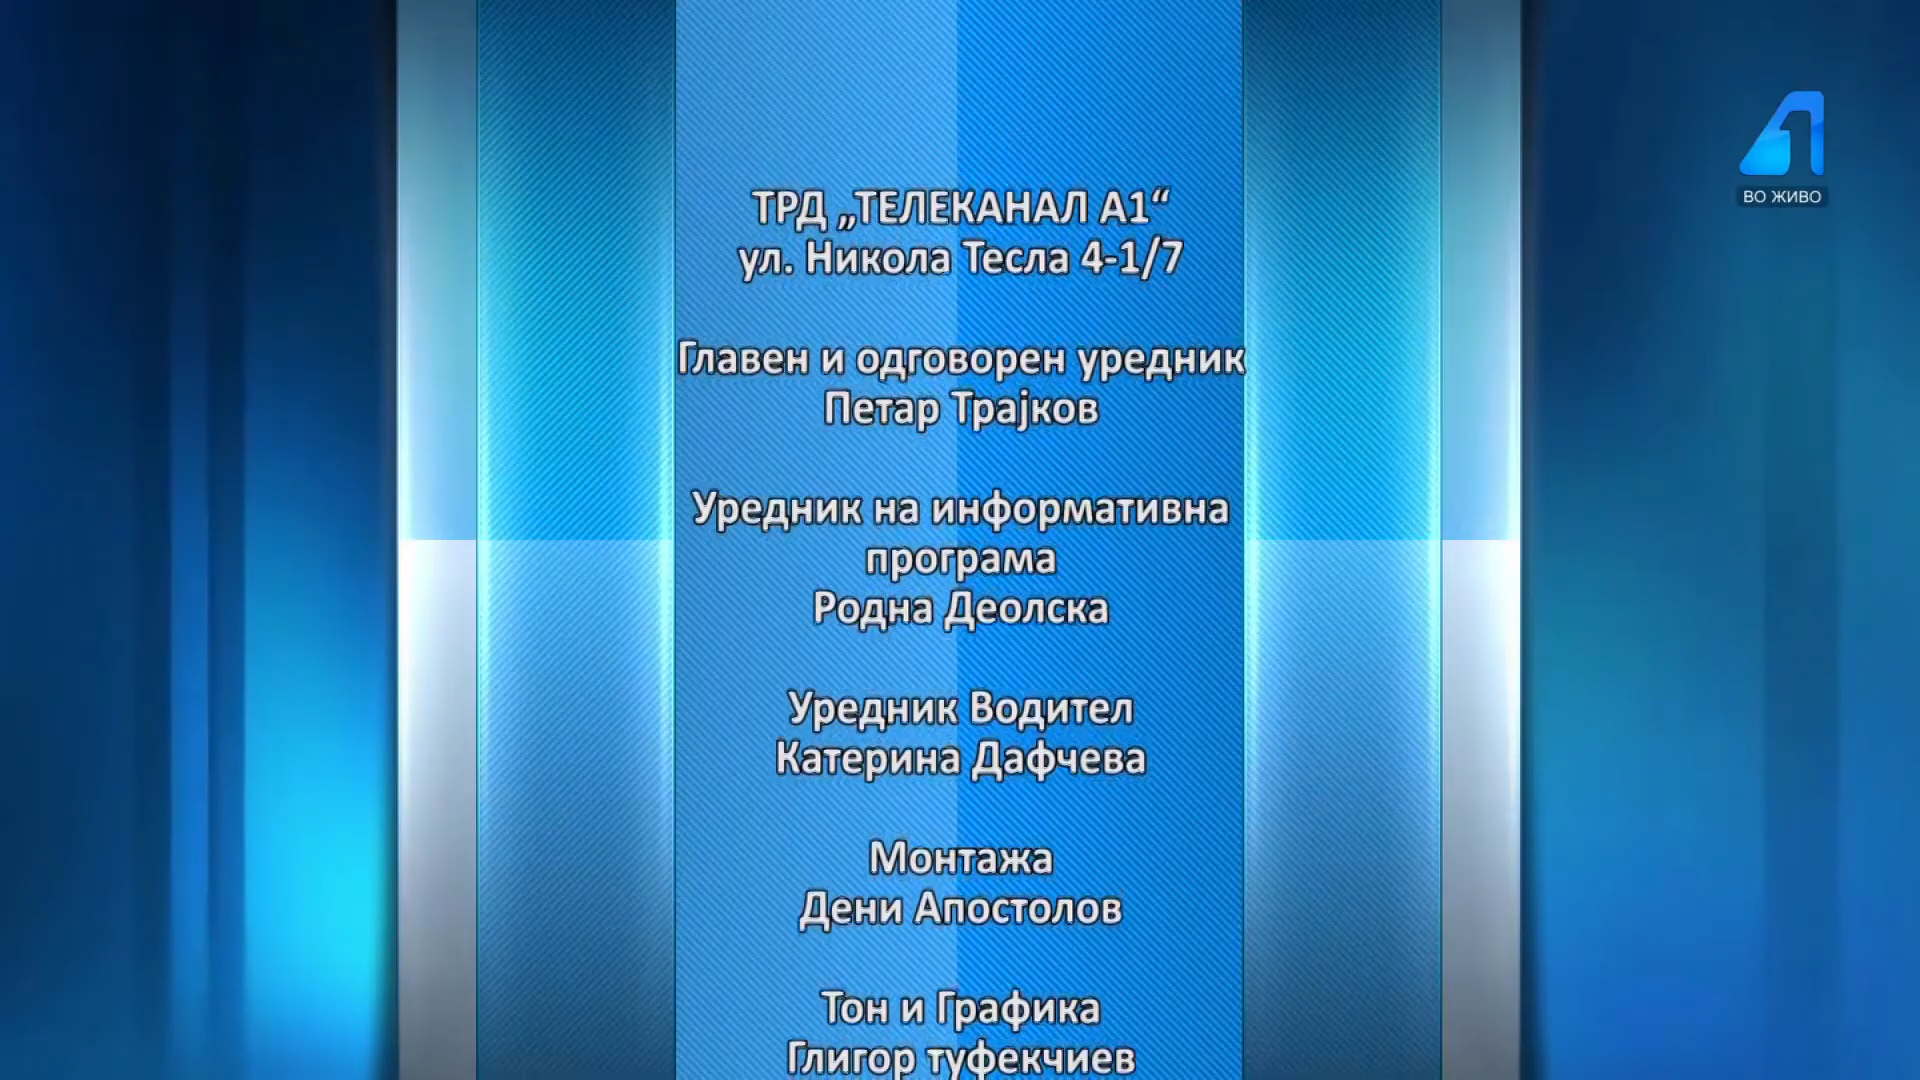 ТРД „ТЕЛЕКАНАЛ А1“
ул. Никола Тесла 4-1/7
Главен и одговорен уредник
Петар Трајков
Уредник на информативна
програма
Родна Деолска
Уредник Водител
Катерина Дафчева
Монтажа
Дени Апостолов
Тон и Графика
Глигор туфекчиев
А1
ВО ЖИВО